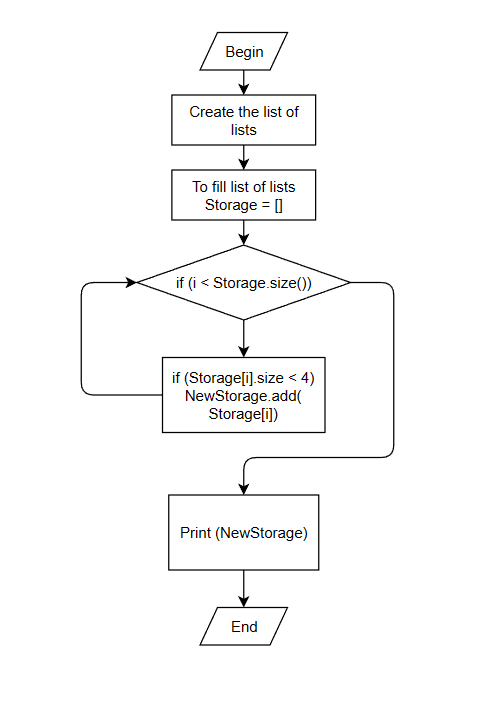 Begin
Create the list of
lists
To fill list of lists
Storage = []
if (i < Storage.size())
if (Storage[i].size < 4)
NewStorage.add(
Storage[i])
Print (NewStorage)
End